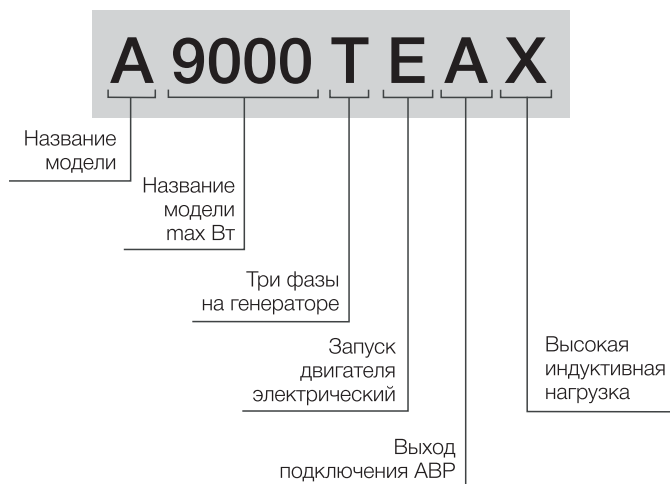 A 9000 T E A X
Название
модели
Название
модели
max Вт
Три фазы
на генераторе
Запуск
двигателя
электрический
Высокая
индуктивная
нагрузка
Выход
подключения АВР